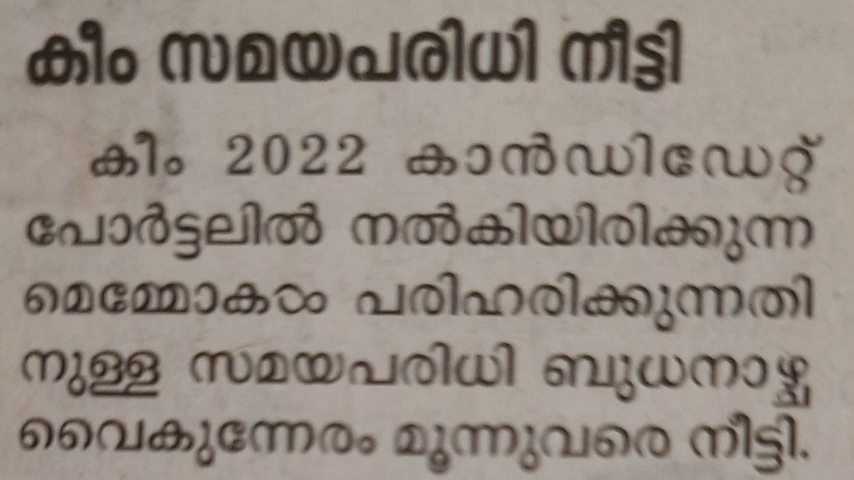 കീം സമയപരിധി നീട്ടി
കീം 2022 കാൻഡിഡേറ്റ്
പോർട്ടലിൽ നൽകിയിരിക്കുന്ന
മെമ്മോകൾ പരിഹരിക്കുന്നതി
നുള്ള സമയപരിധി ബുധനാഴ്ച
വൈകുന്നേരം മൂന്നുവരെ നീട്ടി.